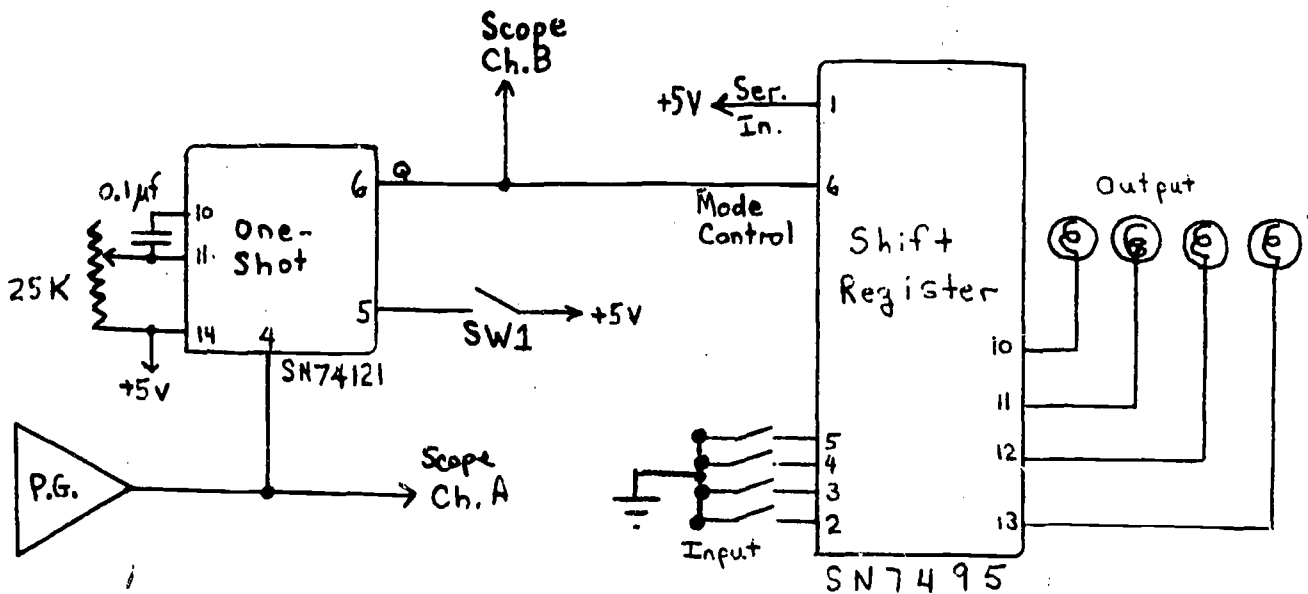 Scope
Ch.B
+5V
Ser.
In.
1
6
Q
6
Mode
Control
Output
0.1µf
10
11
One-
Shot
25K
14
4
5
SW1
+5V
+5V
SN74121
Shift
Register
10
11
12
13
5
4
3
2
P.G.
Scope
Ch. A
Input
SN7495